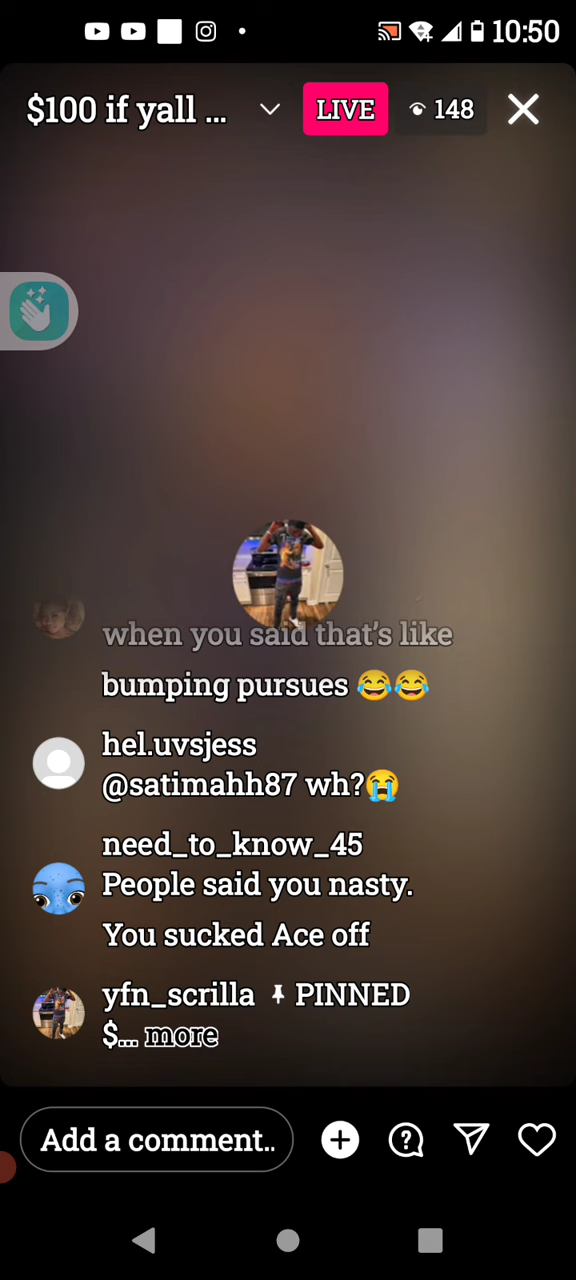 10:50
$100 if yall ...
LIVE
148
when you said that's like
bumping pursues 😂😂
hel.uvsjess
@satimahh87 wh?😭
need_to_know_45
People said you nasty.
You sucked Ace off
yfn_scrilla PINNED
$... more
Add a comment..